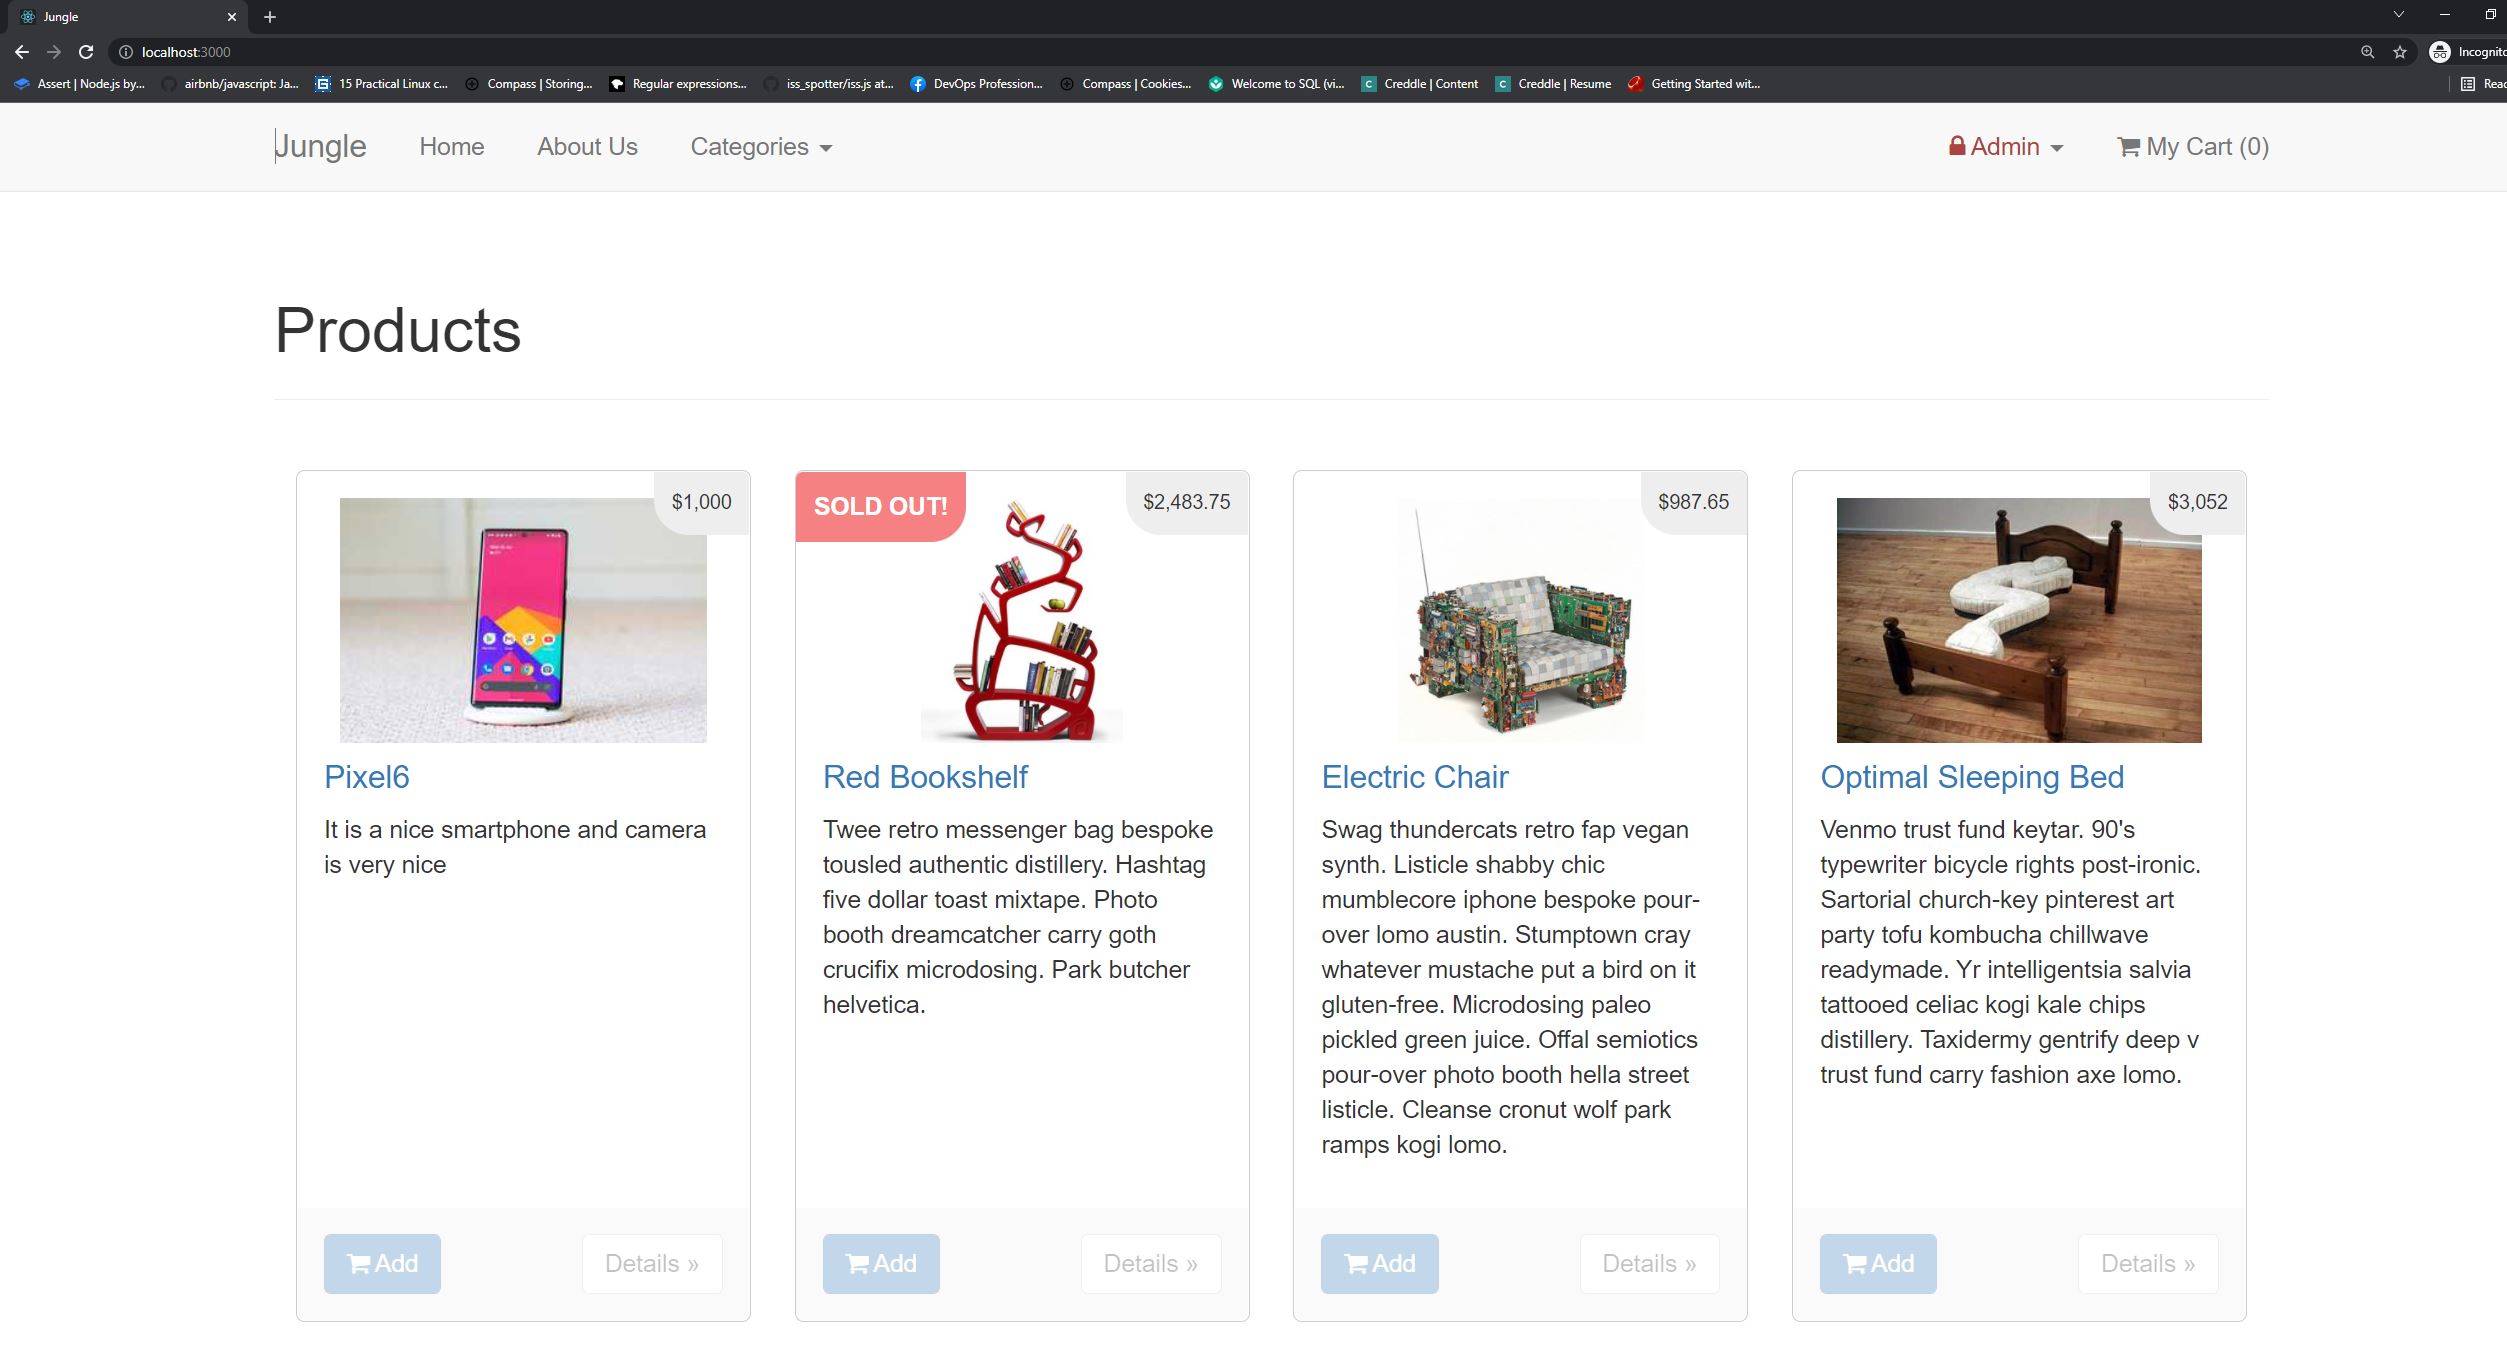 Jungle
localhost:3000
Incognito
Assert | Node.js by... airbnb/javascript: Ja... 15 Practical Linux c... Compass | Storing... Regular expressions... iss_spotter/iss.js at... DevOps Profession... Compass | Cookies... Welcome to SQL (vi... Creddle | Content Creddle | Resume Getting Started wit...
Jungle Home About Us Categories Admin My Cart (0)
Products
$1,000
Pixel6
It is a nice smartphone and camera
is very nice
Add Details »
SOLD OUT! $2,483.75
Red Bookshelf
Twee retro messenger bag bespoke
tousled authentic distillery. Hashtag
five dollar toast mixtape. Photo
booth dreamcatcher carry goth
crucifix microdosing. Park butcher
helvetica.
Add Details »
$987.65
Electric Chair
Swag thundercats retro fap vegan
synth. Listicle shabby chic
mumblecore iphone bespoke pour-
over lomo austin. Stumptown cray
whatever mustache put a bird on it
gluten-free. Microdosing paleo
pickled green juice. Offal semiotics
pour-over photo booth hella street
listicle. Cleanse cronut wolf park
ramps kogi lomo.
Add Details »
$3,052
Optimal Sleeping Bed
Venmo trust fund keytar. 90's
typewriter bicycle rights post-ironic.
Sartorial church-key pinterest art
party tofu kombucha chillwave
readymade. Yr intelligentsia salvia
tattooed celiac kogi kale chips
distillery. Taxidermy gentrify deep v
trust fund carry fashion axe lomo.
Add Details »